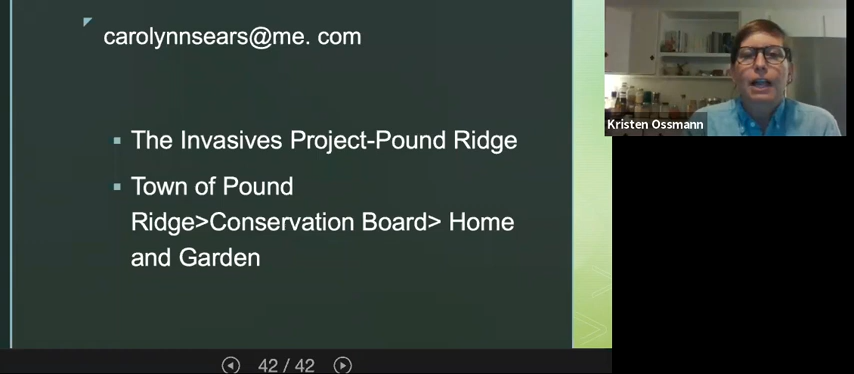 carolynnsears@me. com
The Invasives Project-Pound Ridge
Town of Pound
Ridge>Conservation Board> Home
and Garden
Kristen Ossmann
42 / 42